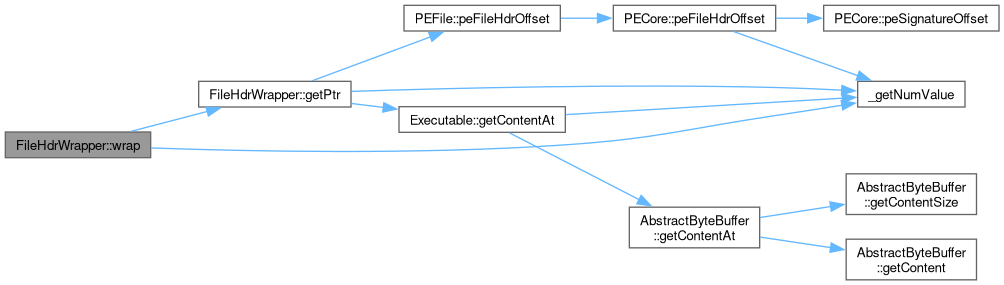 FileHdrWrapper::wrap
FileHdrWrapper::getPtr
PEFile::peFileHdrOffset
PECore::peFileHdrOffset
PECore::peSignatureOffset
_getNumValue
Executable::getContentAt
AbstractByteBuffer
::getContentAt
AbstractByteBuffer
::getContentSize
AbstractByteBuffer
::getContent